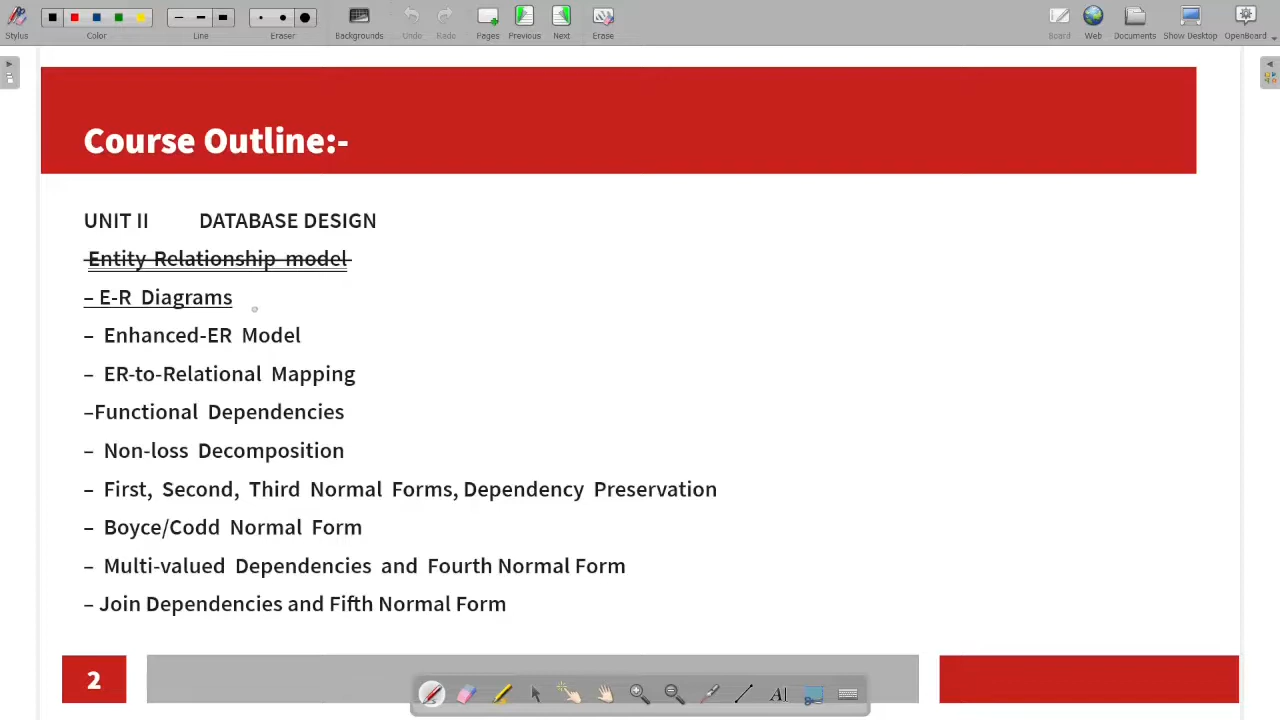 Stylus Color Line Eraser Backgrounds Undo Redo Pages Previous Next Erase Board Web Documents Show Desktop OpenBoard
Course Outline:-
UNIT II DATABASE DESIGN
Entity Relationship model
– E-R Diagrams
– Enhanced-ER Model
– ER-to-Relational Mapping
–Functional Dependencies
– Non-loss Decomposition
– First, Second, Third Normal Forms, Dependency Preservation
– Boyce/Codd Normal Form
– Multi-valued Dependencies and Fourth Normal Form
– Join Dependencies and Fifth Normal Form
2